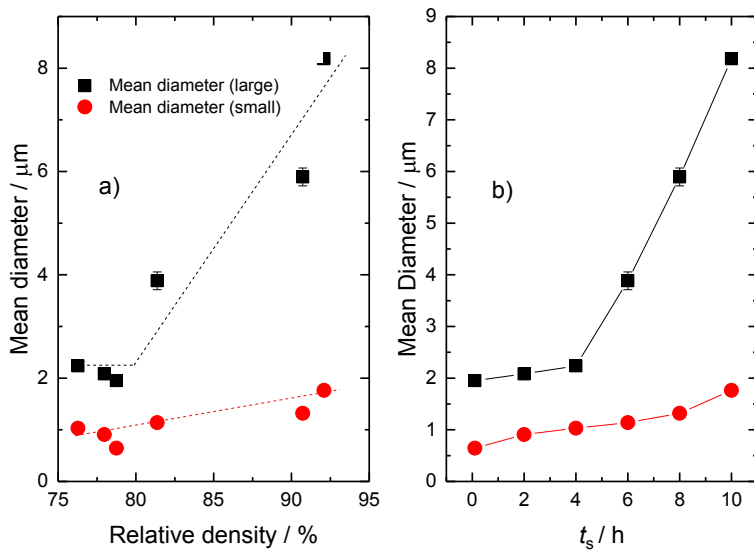 8
6
4
2
0
Mean diameter / μm
Mean diameter (large)
Mean diameter (small)
a)
75 80 85 90 95
Relative density / %
9
8
7
6
5
4
3
2
1
0
Mean Diameter / μm
b)
0 2 4 6 8 10
tₛ / h